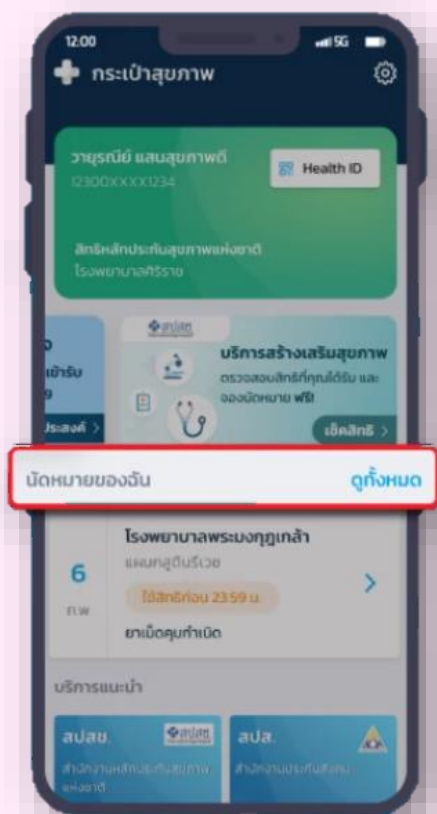 12:00
5G
กระเป๋าสุขภาพ
วายุรณีย์ แสนสุขภาพดี
12300XXXX1234
Health ID
สิทธิหลักประกันสุขภาพแห่งชาติ
โรงพยาบาลศิริราช
สปสช.
เข้ารับ
9
ประสงค์ >
บริการสร้างเสริมสุขภาพ
ตรวจสอบสิทธิที่คุณได้รับ และ
จองนัดหมาย ฟรี!
เช็คสิทธิ >
นัดหมายของฉัน
ดูทั้งหมด
6
ก.พ.
โรงพยาบาลพระมงกุฎเกล้า
แผนกสูตินรีเวช
ใช้สิทธิก่อน 23:59 น.
ยาเม็ดคุมกำเนิด
บริการแนะนำ
สปสช.
สปสช.
สำนักงานหลักประกันสุขภาพ
แห่งชาติ
สปส.
สำนักงานประกันสังคม